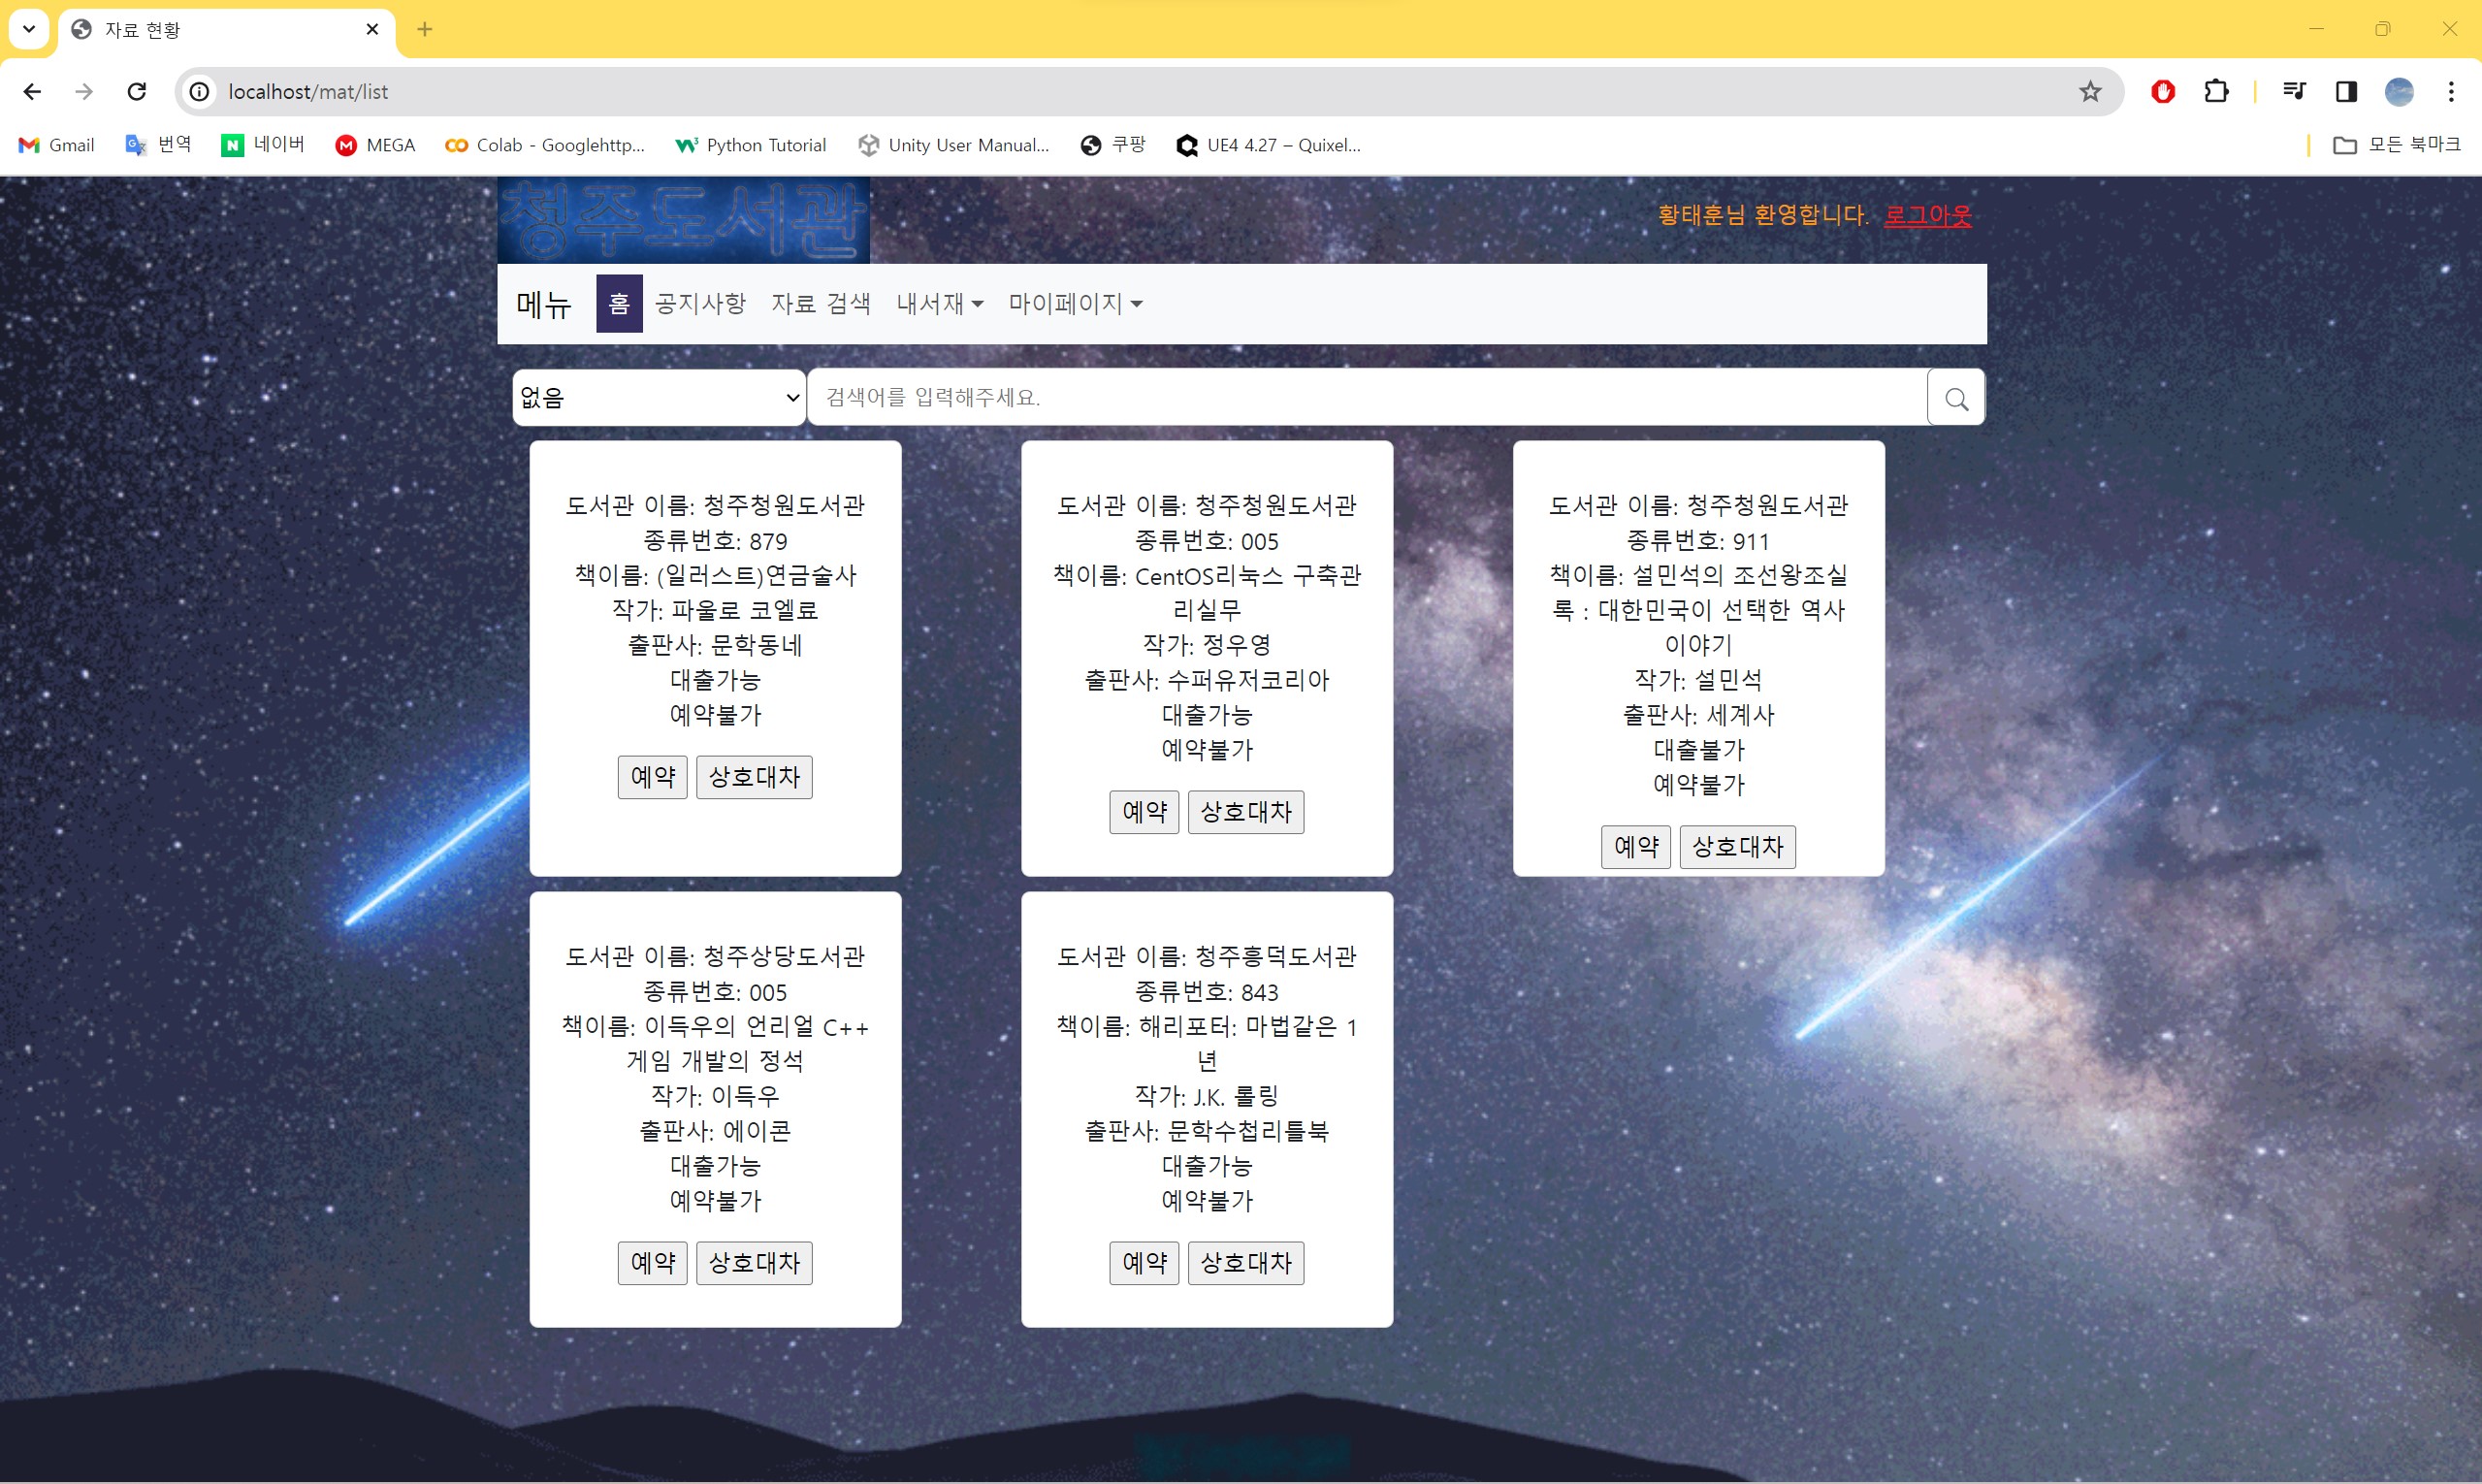 자료 현황
localhost/mat/list
Gmail 번역 네이버 MEGA Colab - Googlehttp... Python Tutorial Unity User Manual... 쿠팡 UE4 4.27 – Quixel... 모든 북마크
청주도서관
황태훈님 환영합니다. 로그아웃
메뉴 홈 공지사항 자료 검색 내서재 마이페이지
없음 검색어를 입력해주세요.
도서관 이름: 청주청원도서관
종류번호: 879
책이름: (일러스트)연금술사
작가: 파울로 코엘료
출판사: 문학동네
대출가능
예약불가
예약 상호대차
도서관 이름: 청주청원도서관
종류번호: 005
책이름: CentOS리눅스 구축관
리실무
작가: 정우영
출판사: 수퍼유저코리아
대출가능
예약불가
예약 상호대차
도서관 이름: 청주청원도서관
종류번호: 911
책이름: 설민석의 조선왕조실
록 : 대한민국이 선택한 역사
이야기
작가: 설민석
출판사: 세계사
대출불가
예약불가
예약 상호대차
도서관 이름: 청주상당도서관
종류번호: 005
책이름: 이득우의 언리얼 C++
게임 개발의 정석
작가: 이득우
출판사: 에이콘
대출가능
예약불가
예약 상호대차
도서관 이름: 청주흥덕도서관
종류번호: 843
책이름: 해리포터: 마법같은 1
년
작가: J.K. 롤링
출판사: 문학수첩리틀북
대출가능
예약불가
예약 상호대차